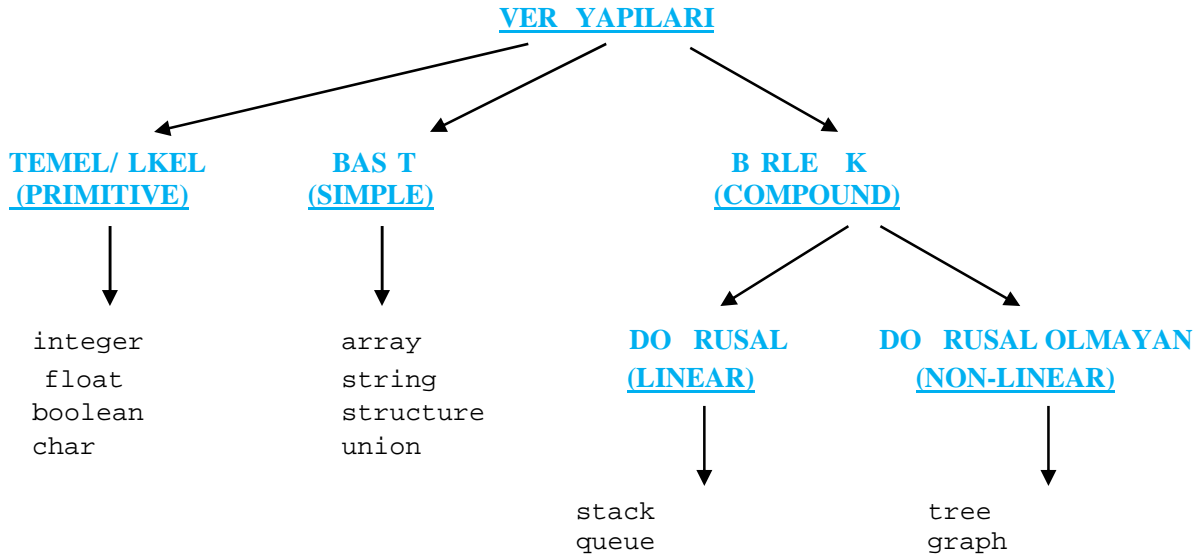 VER YAPILARI
TEMEL/ LKEL
(PRIMITIVE)
BAS T
(SIMPLE)
B RLE K
(COMPOUND)
integer
float
boolean
char
array
string
structure
union
DO RUSAL
(LINEAR)
DO RUSAL OLMAYAN
(NON-LINEAR)
stack
queue
tree
graph